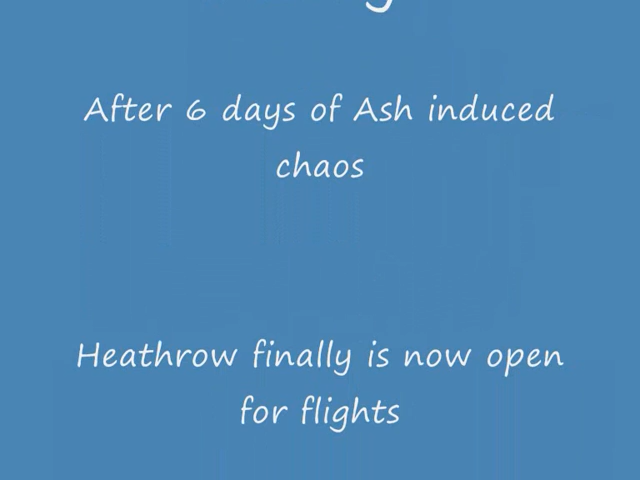 After 6 days of Ash induced
chaos
Heathrow finally is now open
for flights